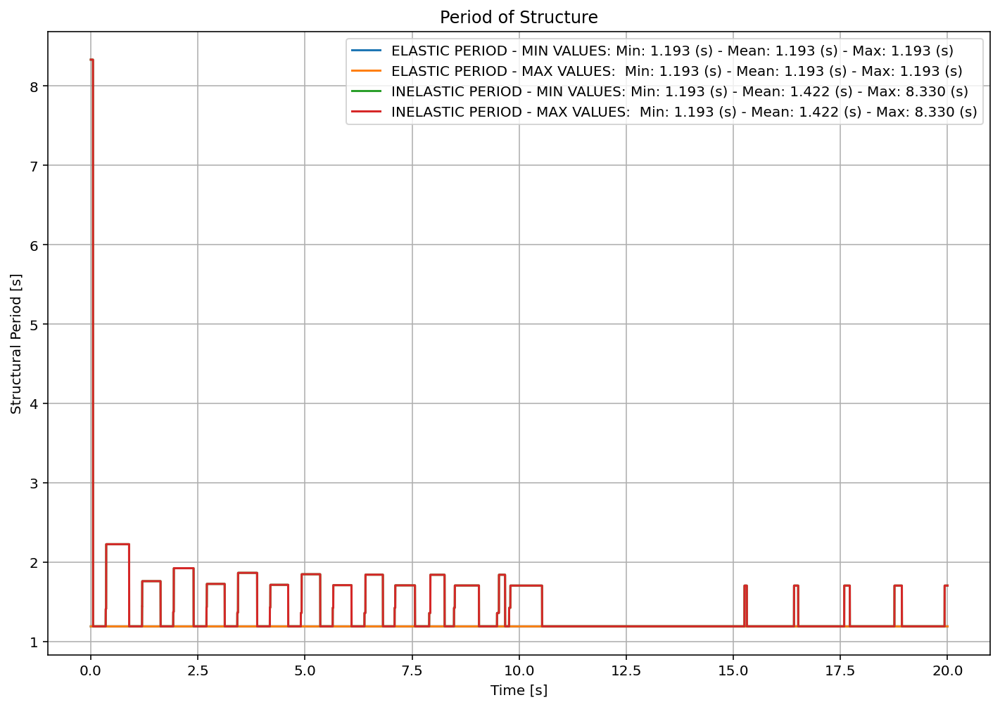 Period of Structure
ELASTIC PERIOD - MIN VALUES: Min: 1.193 (s) - Mean: 1.193 (s) - Max: 1.193 (s)
ELASTIC PERIOD - MAX VALUES:  Min: 1.193 (s) - Mean: 1.193 (s) - Max: 1.193 (s)
INELASTIC PERIOD - MIN VALUES: Min: 1.193 (s) - Mean: 1.422 (s) - Max: 8.330 (s)
INELASTIC PERIOD - MAX VALUES:  Min: 1.193 (s) - Mean: 1.422 (s) - Max: 8.330 (s)
Structural Period [s]
8
7
6
5
4
3
2
1
0.0 2.5 5.0 7.5 10.0 12.5 15.0 17.5 20.0
Time [s]